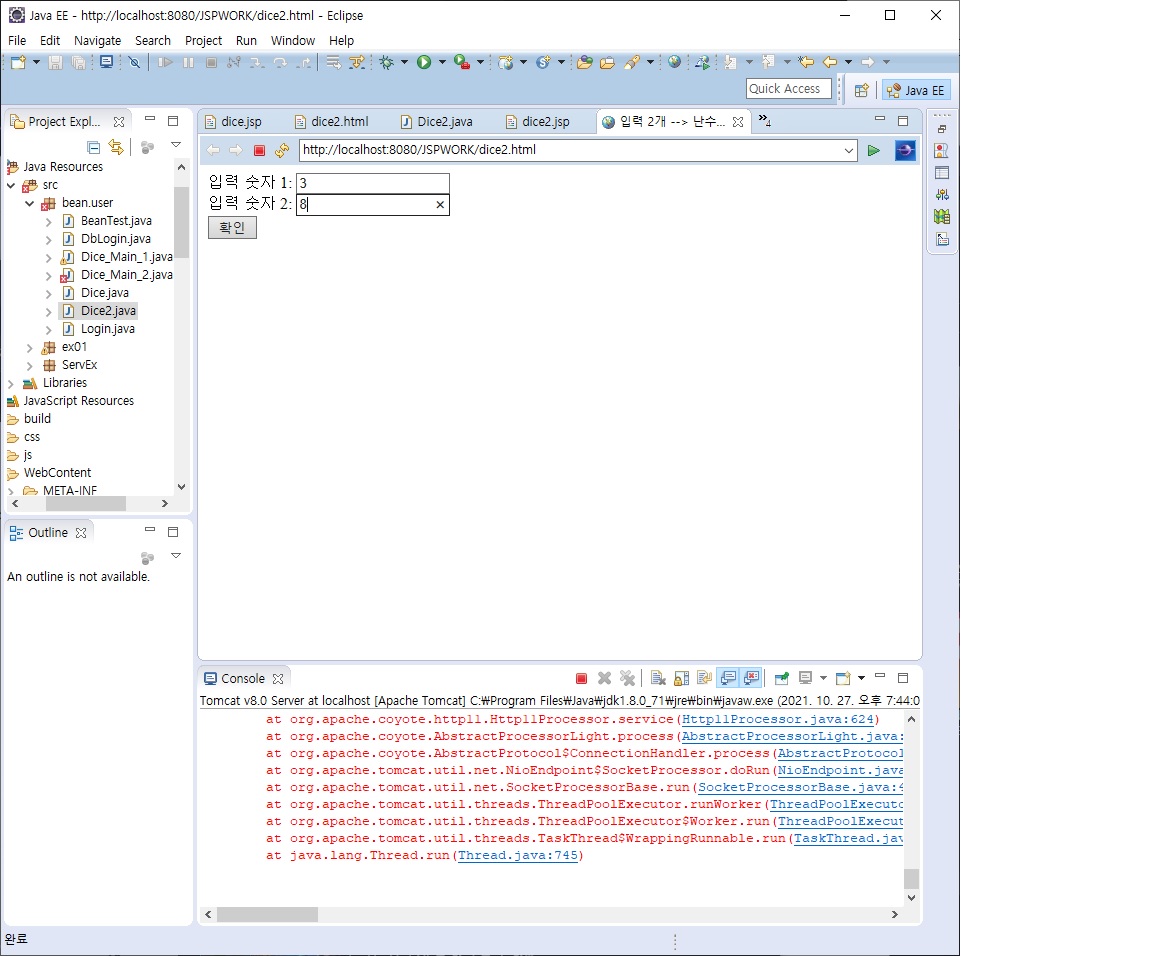 Java EE - http://localhost:8080/JSPWORK/dice2.html - Eclipse
File Edit Navigate Search Project Run Window Help
Quick Access
Java EE
Project Expl...
Java Resources
src
bean.user
BeanTest.java
DbLogin.java
Dice_Main_1.java
Dice_Main_2.java
Dice.java
Dice2.java
Login.java
ex01
ServEx
Libraries
JavaScript Resources
build
css
js
WebContent
META-INF
Outline
An outline is not available.
dice.jsp dice2.html Dice2.java dice2.jsp 입력 2개 --> 난수... »4
http://localhost:8080/JSPWORK/dice2.html
입력 숫자 1: 3
입력 숫자 2: 8
확인
Console
Tomcat v8.0 Server at localhost [Apache Tomcat] C:₩Program Files₩Java₩jdk1.8.0_71₩jre₩bin₩javaw.exe (2021. 10. 27. 오후 7:44:0
at org.apache.coyote.http11.Http11Processor.service(Http11Processor.java:624)
at org.apache.coyote.AbstractProcessorLight.process(AbstractProcessorLight.java:
at org.apache.coyote.AbstractProtocol$ConnectionHandler.process(AbstractProtocol
at org.apache.tomcat.util.net.NioEndpoint$SocketProcessor.doRun(NioEndpoint.java
at org.apache.tomcat.util.net.SocketProcessorBase.run(SocketProcessorBase.java:4
at org.apache.tomcat.util.threads.ThreadPoolExecutor.runWorker(ThreadPoolExecuto
at org.apache.tomcat.util.threads.ThreadPoolExecutor$Worker.run(ThreadPoolExecut
at org.apache.tomcat.util.threads.TaskThread$WrappingRunnable.run(TaskThread.jav
at java.lang.Thread.run(Thread.java:745)
완료